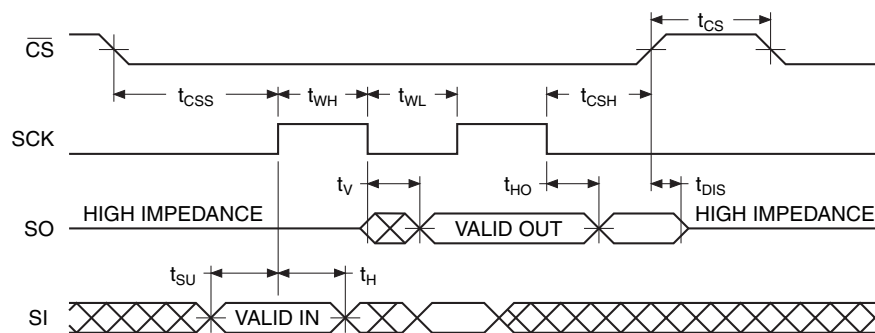 t_CS
CS
t_CSS t_WH t_WL t_CSH
SCK
t_V t_HO t_DIS
HIGH IMPEDANCE HIGH IMPEDANCE
SO VALID OUT
t_SU t_H
SI VALID IN